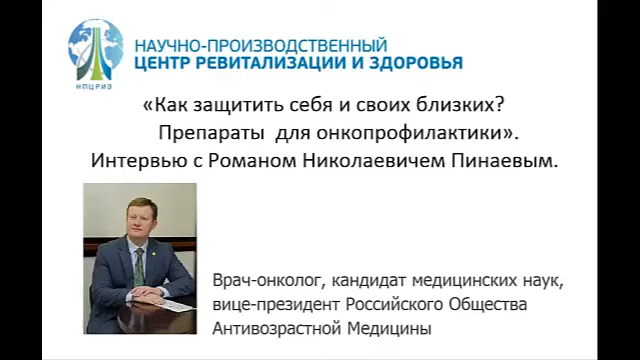 НАУЧНО-ПРОИЗВОДСТВЕННЫЙ
ЦЕНТР РЕВИТАЛИЗАЦИИ И ЗДОРОВЬЯ
НПЦРИЗ
«Как защитить себя и своих близких?
Препараты для онкопрофилактики».
Интервью с Романом Николаевичем Пинаевым.
Врач-онколог, кандидат медицинских наук,
вице-президент Российского Общества
Антивозрастной Медицины